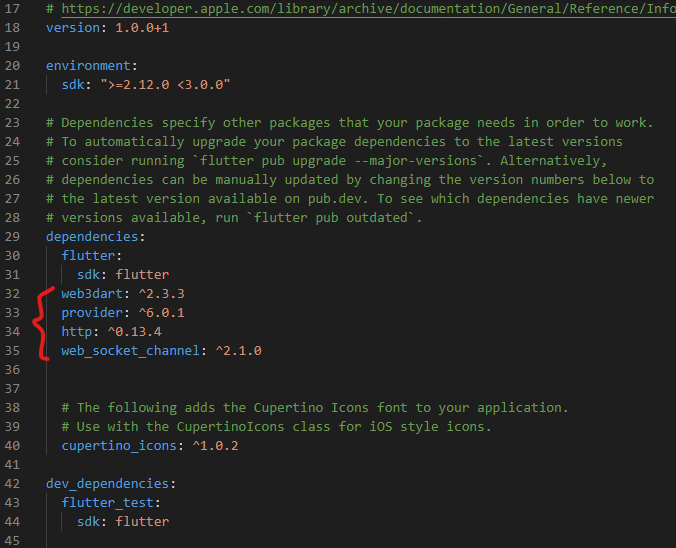 17 # https://developer.apple.com/library/archive/documentation/General/Reference/Info
18 version: 1.0.0+1
19
20 environment:
21 sdk: ">=2.12.0 <3.0.0"
22
23 # Dependencies specify other packages that your package needs in order to work.
24 # To automatically upgrade your package dependencies to the latest versions
25 # consider running `flutter pub upgrade --major-versions`. Alternatively,
26 # dependencies can be manually updated by changing the version numbers below to
27 # the latest version available on pub.dev. To see which dependencies have newer
28 # versions available, run `flutter pub outdated`.
29 dependencies:
30 flutter:
31 sdk: flutter
32 web3dart: ^2.3.3
33 provider: ^6.0.1
34 http: ^0.13.4
35 web_socket_channel: ^2.1.0
36
37
38 # The following adds the Cupertino Icons font to your application.
39 # Use with the CupertinoIcons class for iOS style icons.
40 cupertino_icons: ^1.0.2
41
42 dev_dependencies:
43 flutter_test:
44 sdk: flutter
45